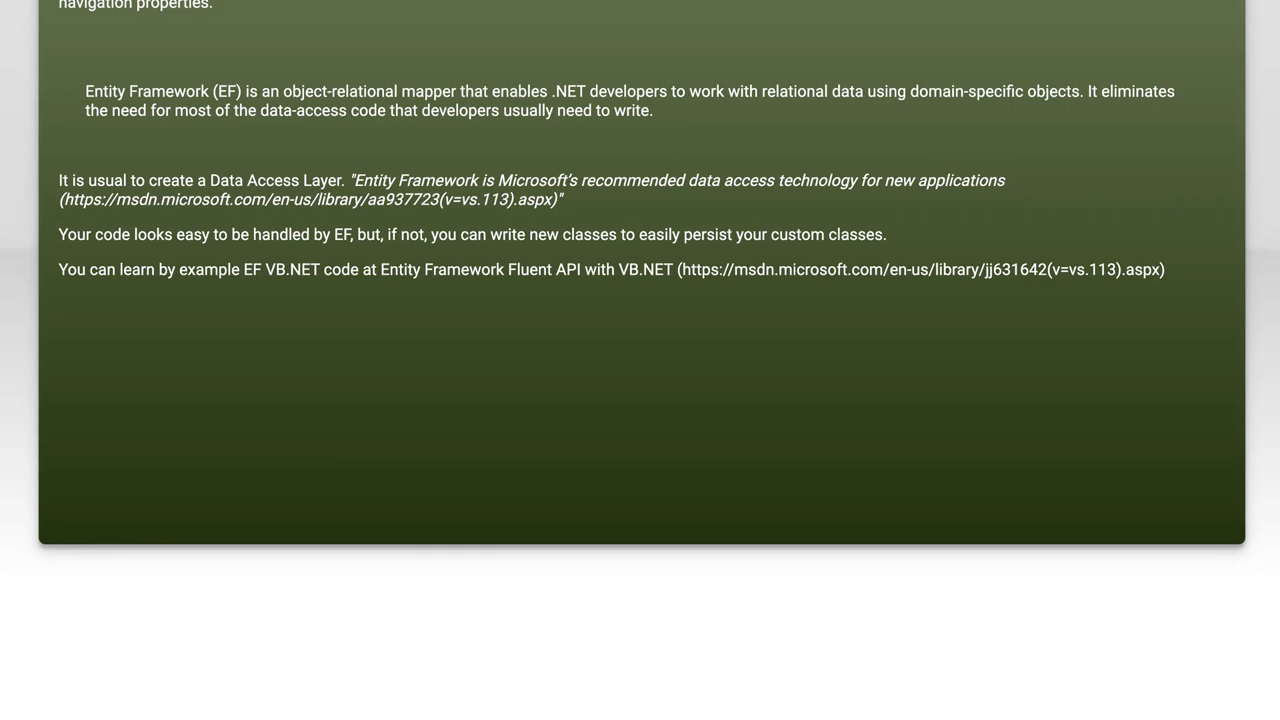 navigation properties.
Entity Framework (EF) is an object-relational mapper that enables .NET developers to work with relational data using domain-specific objects. It eliminates
the need for most of the data-access code that developers usually need to write.
It is usual to create a Data Access Layer. "Entity Framework is Microsoft's recommended data access technology for new applications
(https://msdn.microsoft.com/en-us/library/aa937723(v=vs.113).aspx)"
Your code looks easy to be handled by EF, but, if not, you can write new classes to easily persist your custom classes.
You can learn by example EF VB.NET code at Entity Framework Fluent API with VB.NET (https://msdn.microsoft.com/en-us/library/jj631642(v=vs.113).aspx)